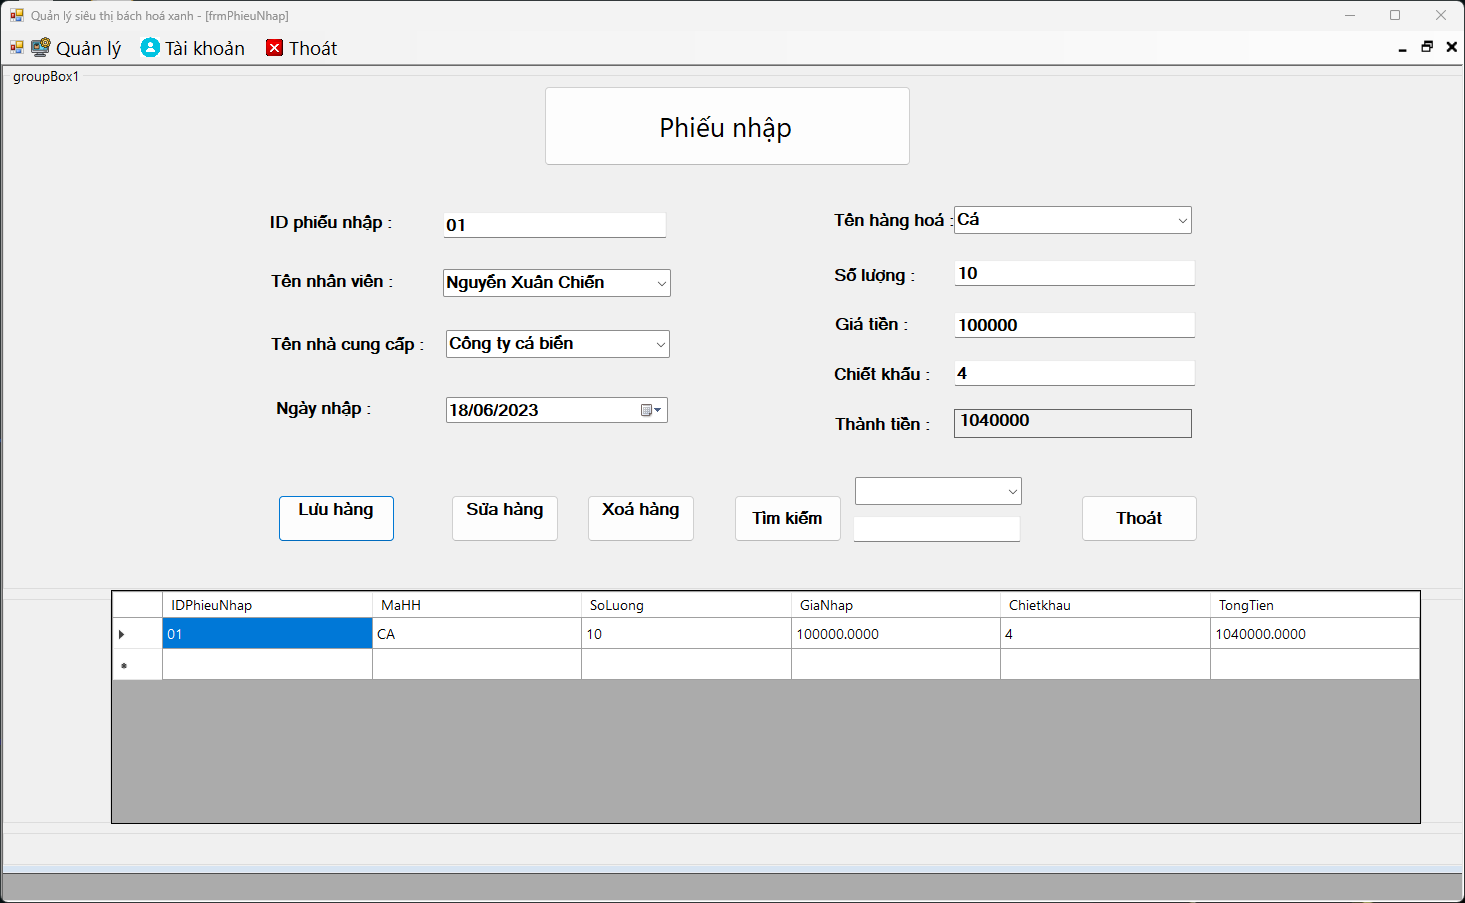 Quản lý siêu thị bách hoá xanh - [frmPhieuNhap]
Quản lý Tài khoản Thoát
groupBox1
Phiếu nhập
ID phiếu nhập : 01
Tên nhân viên : Nguyễn Xuân Chiến
Tên nhà cung cấp : Công ty cá biển
Ngày nhập : 18/06/2023
Tên hàng hoá : Cá
Số lượng : 10
Giá tiền : 100000
Chiết khấu : 4
Thành tiền : 1040000
Lưu hàng Sửa hàng Xoá hàng Tìm kiếm Thoát
IDPhieuNhap MaHH SoLuong GiaNhap Chietkhau TongTien
01 CA 10 100000.0000 4 1040000.0000